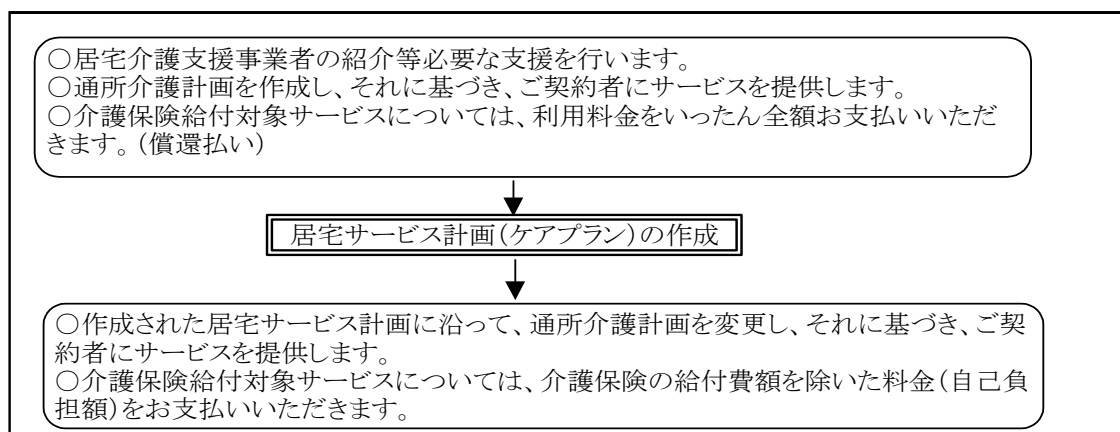 ○居宅介護支援事業者の紹介等必要な支援を行います。
○通所介護計画を作成し、それに基づき、ご契約者にサービスを提供します。
○介護保険給付対象サービスについては、利用料金をいったん全額お支払いいただ
きます。(償還払い)
居宅サービス計画(ケアプラン)の作成
○作成された居宅サービス計画に沿って、通所介護計画を変更し、それに基づき、ご契
約者にサービスを提供します。
○介護保険給付対象サービスについては、介護保険の給付費額を除いた料金(自己負
担額)をお支払いいただきます。